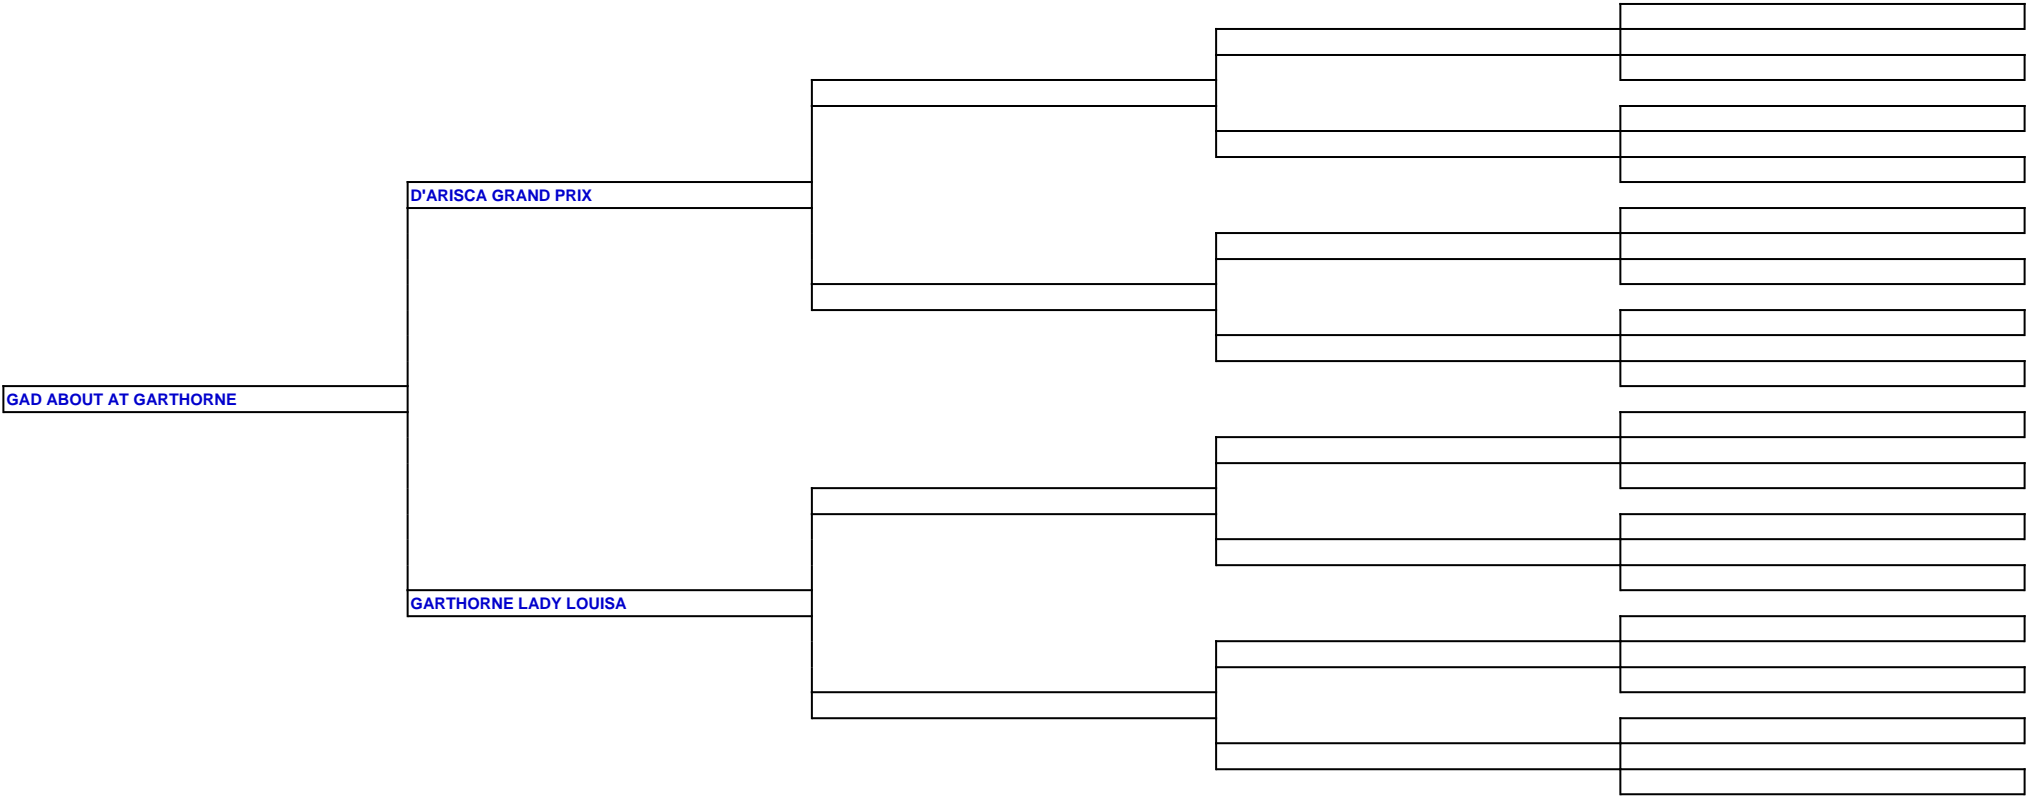 D'ARISCA GRAND PRIX
GAD ABOUT AT GARTHORNE
GARTHORNE LADY LOUISA